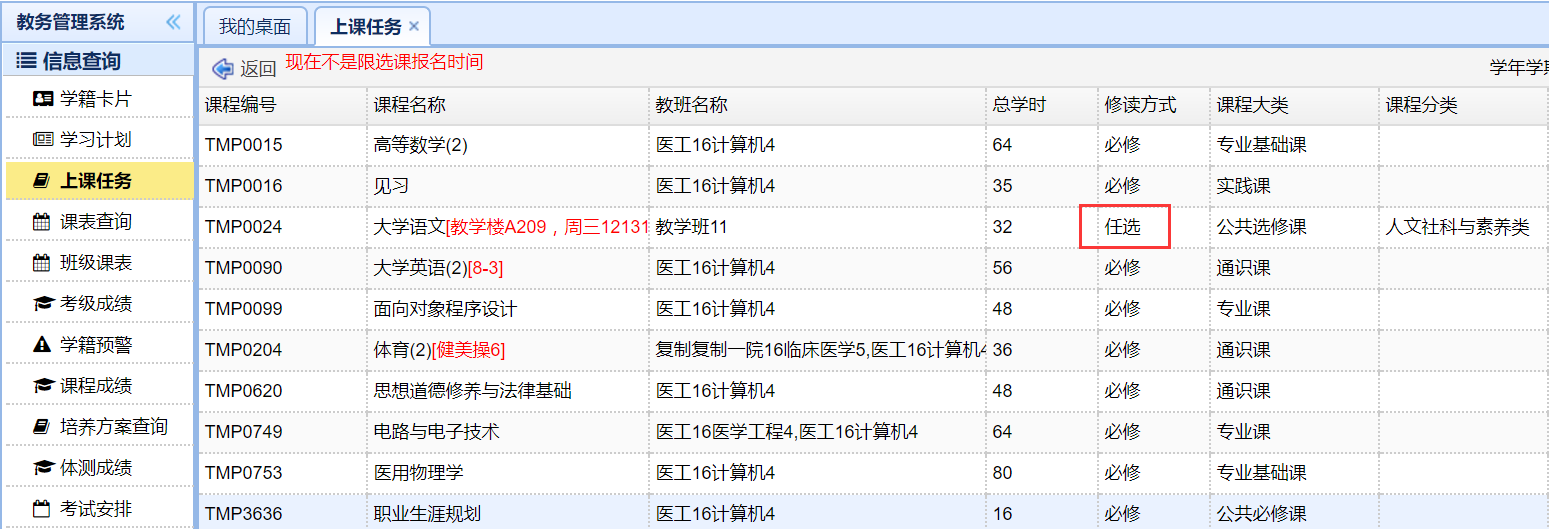 教务管理系统
我的桌面
上课任务
信息查询
返回 现在不是限选课报名时间
学年学期
学籍卡片
学习计划
上课任务
课表查询
班级课表
考级成绩
学籍预警
课程成绩
培养方案查询
体测成绩
考试安排
课程编号 课程名称 教班名称 总学时 修读方式 课程大类 课程分类
TMP0015 高等数学(2) 医工16计算机4 64 必修 专业基础课
TMP0016 见习 医工16计算机4 35 必修 实践课
TMP0024 大学语文[教学楼A209，周三12131 教学班11 32 任选 公共选修课 人文社科与素养类
TMP0090 大学英语(2)[8-3] 医工16计算机4 56 必修 通识课
TMP0099 面向对象程序设计 医工16计算机4 48 必修 专业课
TMP0204 体育(2)[健美操6] 复制复制一院16临床医学5,医工16计算机4 36 必修 通识课
TMP0620 思想道德修养与法律基础 医工16计算机4 48 必修 通识课
TMP0749 电路与电子技术 医工16医学工程4,医工16计算机4 64 必修 专业课
TMP0753 医用物理学 医工16计算机4 80 必修 专业基础课
TMP3636 职业生涯规划 医工16计算机4 16 必修 公共必修课